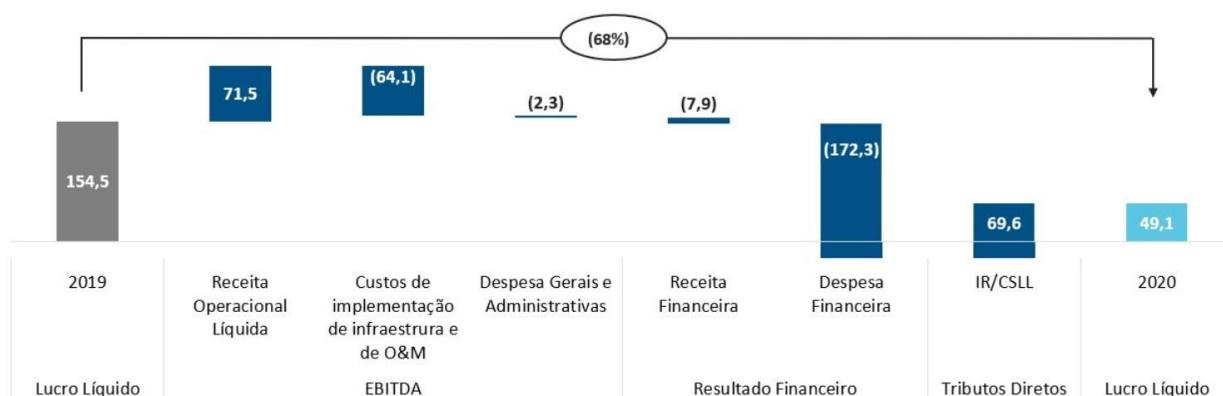 (68%)
154,5
71,5
(64,1)
(2,3)
(7,9)
(172,3)
69,6
49,1
2019
Receita
Operacional
Líquida
Custos de
implementação
de infraestrura e
de O&M
Despesa Gerais e
Administrativas
Receita
Financeira
Despesa
Financeira
IR/CSLL
2020
Lucro Líquido
EBITDA
Resultado Financeiro
Tributos Diretos
Lucro Líquido